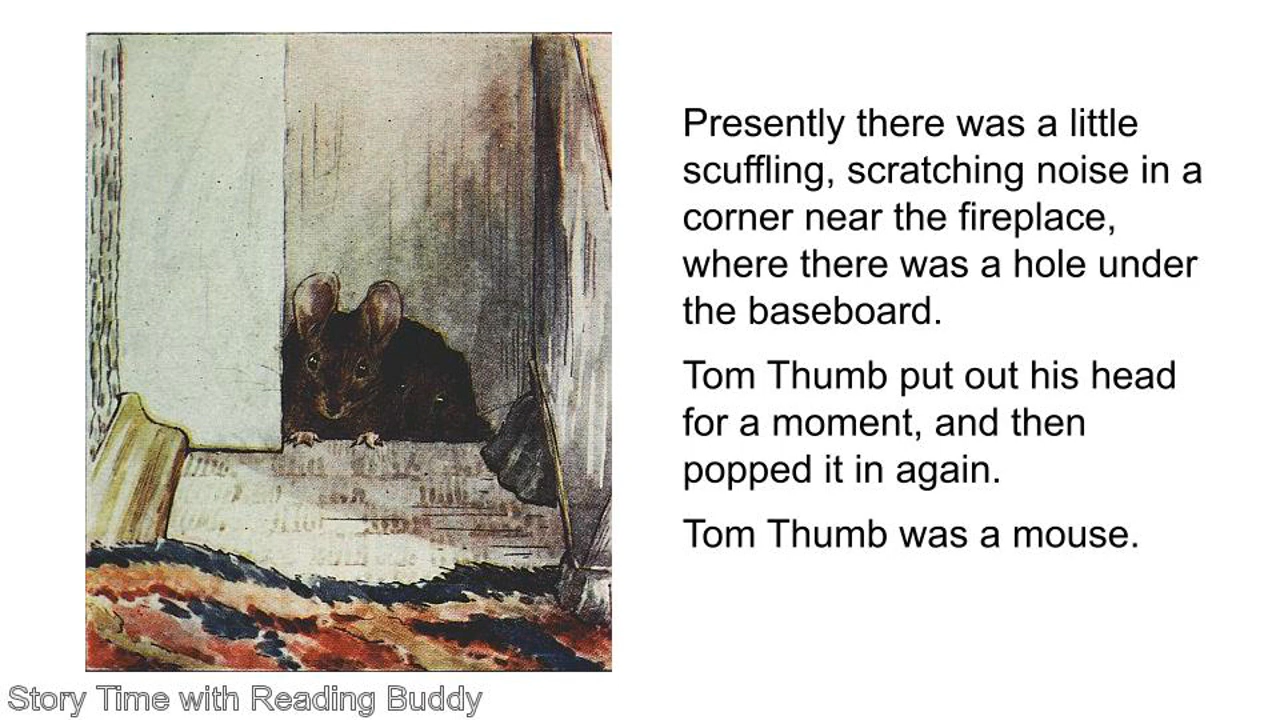 Presently there was a little
scuffling, scratching noise in a
corner near the fireplace,
where there was a hole under
the baseboard.
Tom Thumb put out his head
for a moment, and then
popped it in again.
Tom Thumb was a mouse.
Story Time with Reading Buddy